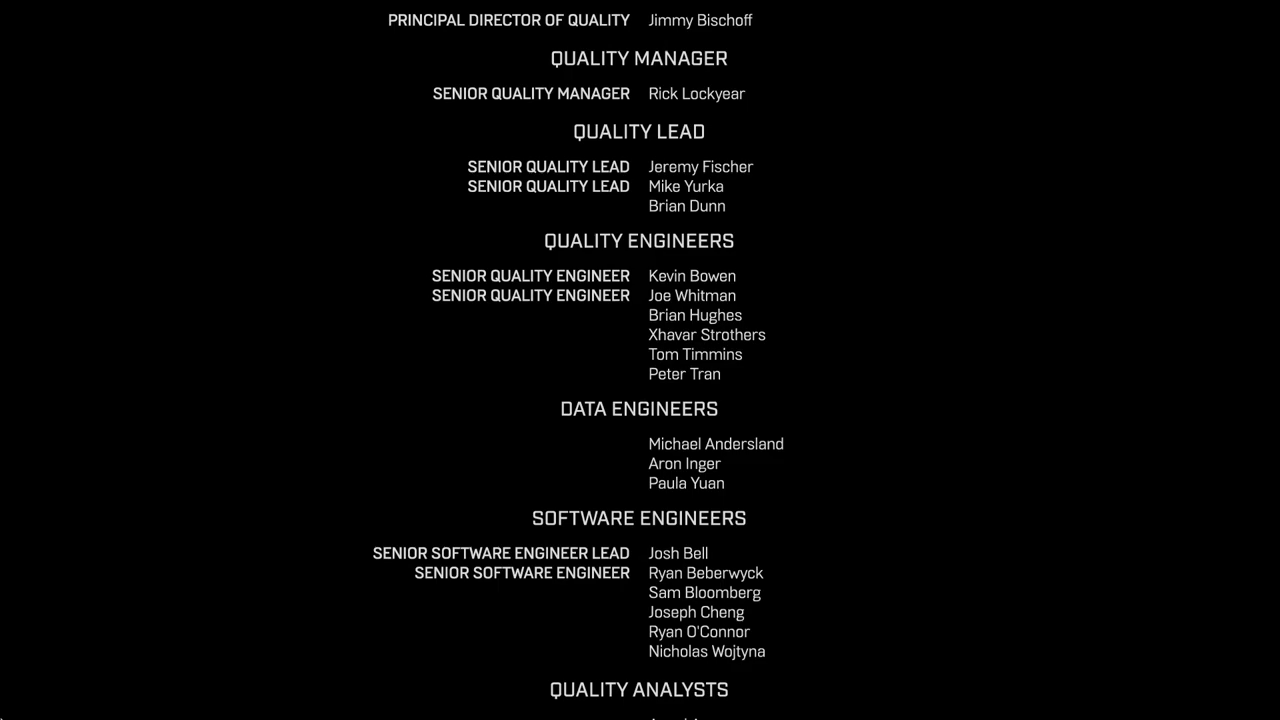 PRINCIPAL DIRECTOR OF QUALITY Jimmy Bischoff
QUALITY MANAGER
SENIOR QUALITY MANAGER Rick Lockyear
QUALITY LEAD
SENIOR QUALITY LEAD Jeremy Fischer
SENIOR QUALITY LEAD Mike Yurka
Brian Dunn
QUALITY ENGINEERS
SENIOR QUALITY ENGINEER Kevin Bowen
SENIOR QUALITY ENGINEER Joe Whitman
Brian Hughes
Xhavar Strothers
Tom Timmins
Peter Tran
DATA ENGINEERS
Michael Andersland
Aron Inger
Paula Yuan
SOFTWARE ENGINEERS
SENIOR SOFTWARE ENGINEER LEAD Josh Bell
SENIOR SOFTWARE ENGINEER Ryan Beberwyck
Sam Bloomberg
Joseph Cheng
Ryan O'Connor
Nicholas Wojtyna
QUALITY ANALYSTS